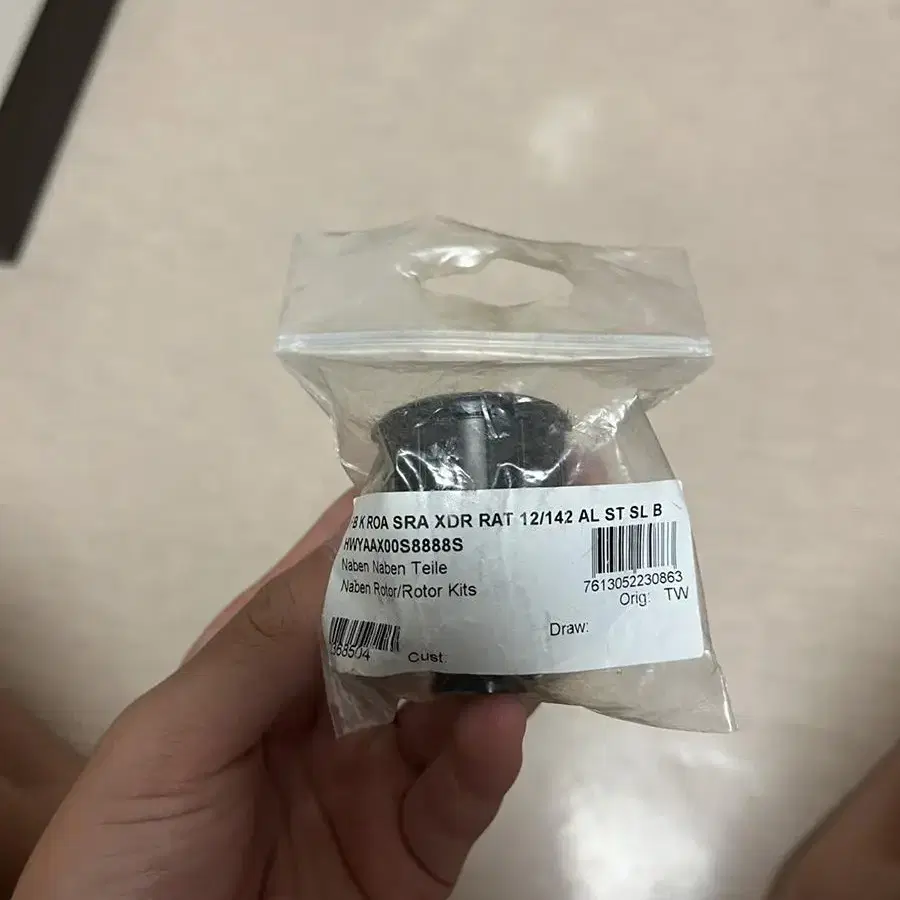 B K ROA SRA XDR RAT 12/142 AL ST SL B
HWYAAX00S8888S
Naben Naben Teile
Naben Rotor/Rotor Kits
7613052230863
Orig: TW
Draw:
368504
Cust: